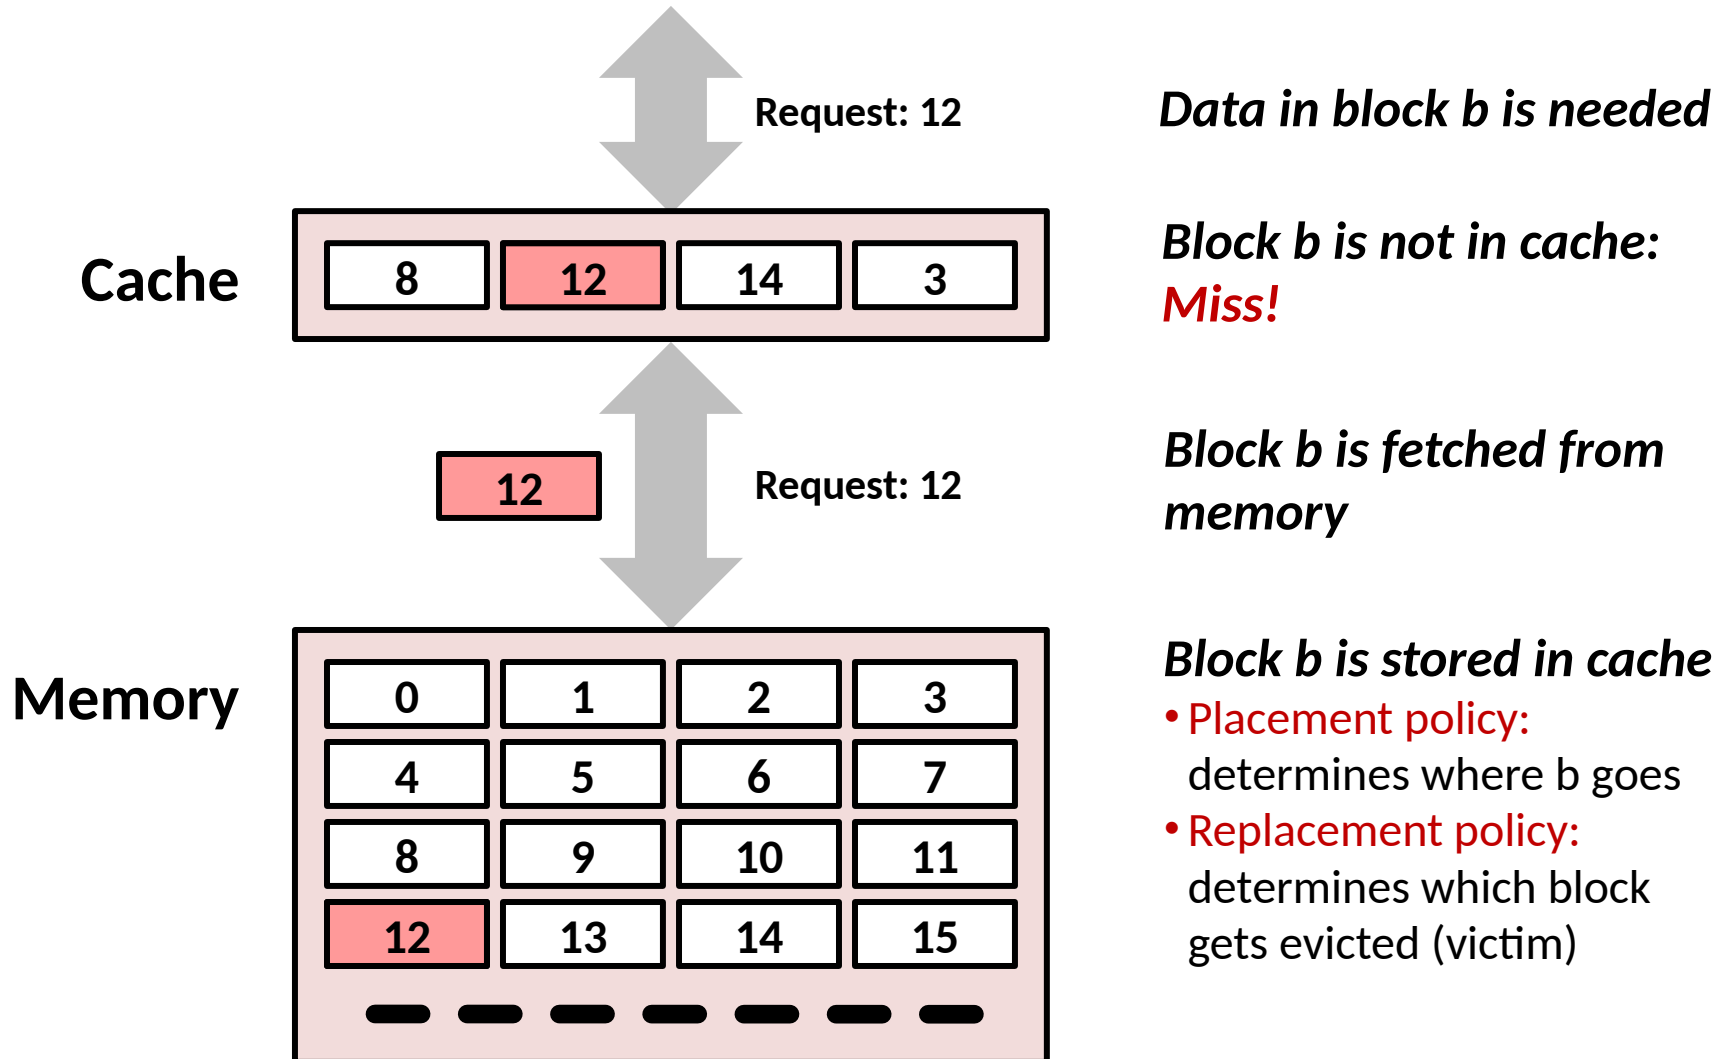 Request: 12
Data in block b is needed
Cache
8 12 14 3
Block b is not in cache:
Miss!
12
Request: 12
Block b is fetched from
memory
Memory
0 1 2 3
4 5 6 7
8 9 10 11
12 13 14 15
Block b is stored in cache
• Placement policy:
determines where b goes
• Replacement policy:
determines which block
gets evicted (victim)